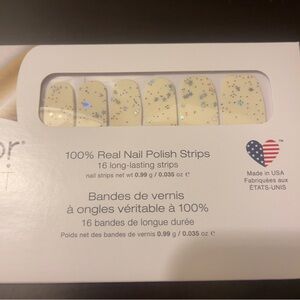 or
100% Real Nail Polish Strips
16 long-lasting strips
nail strips net wt 0.99 g / 0.035 oz ℮
Made in USA
Fabriquées aux
ÉTATS-UNIS
Bandes de vernis
à ongles véritable à 100%
16 bandes de longue durée
Poids net des bandes de vernis 0.99 g / 0.035 oz ℮